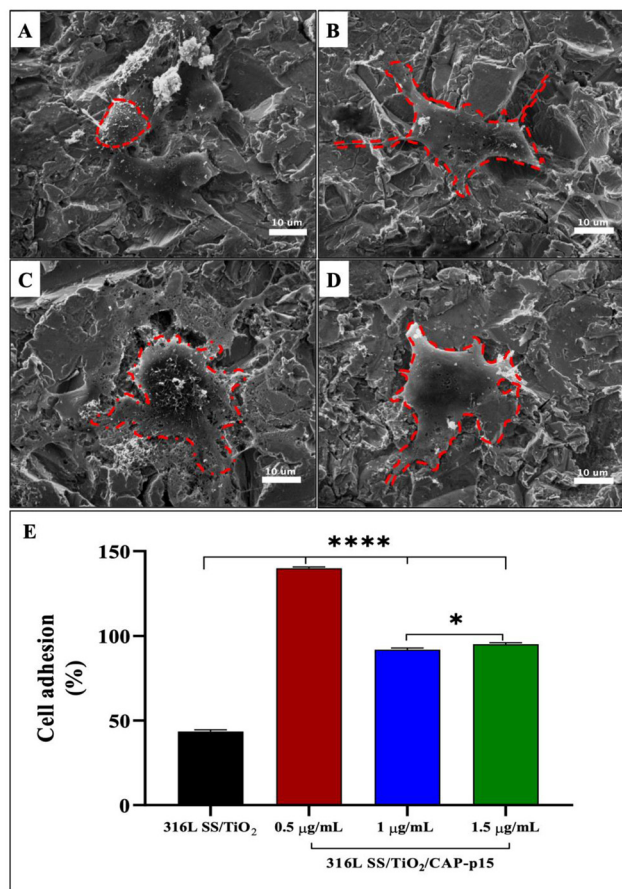 A
B
10 um
10 um
C
D
10 um
10 um
E
****
*
Cell adhesion
(%)
150
100
50
0
316L SS/TiO₂
0.5 µg/mL
1 µg/mL
1.5 µg/mL
316L SS/TiO₂/CAP-p15